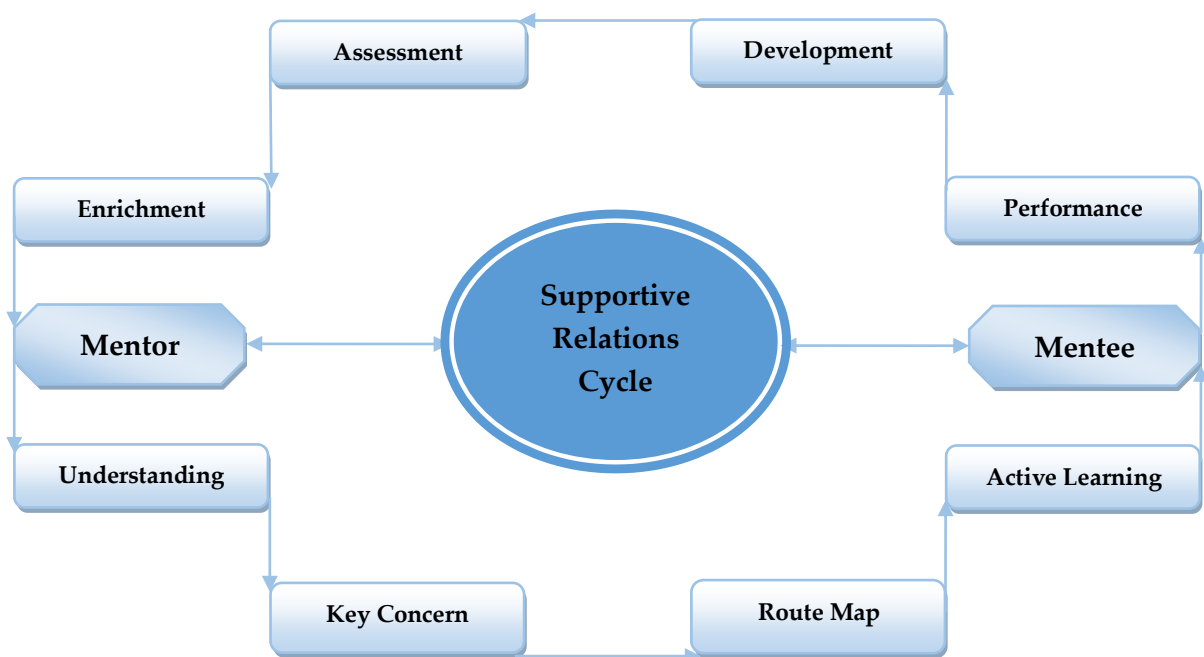 Assessment
Development
Enrichment
Performance
Supportive
Relations
Cycle
Mentor
Mentee
Understanding
Active Learning
Key Concern
Route Map